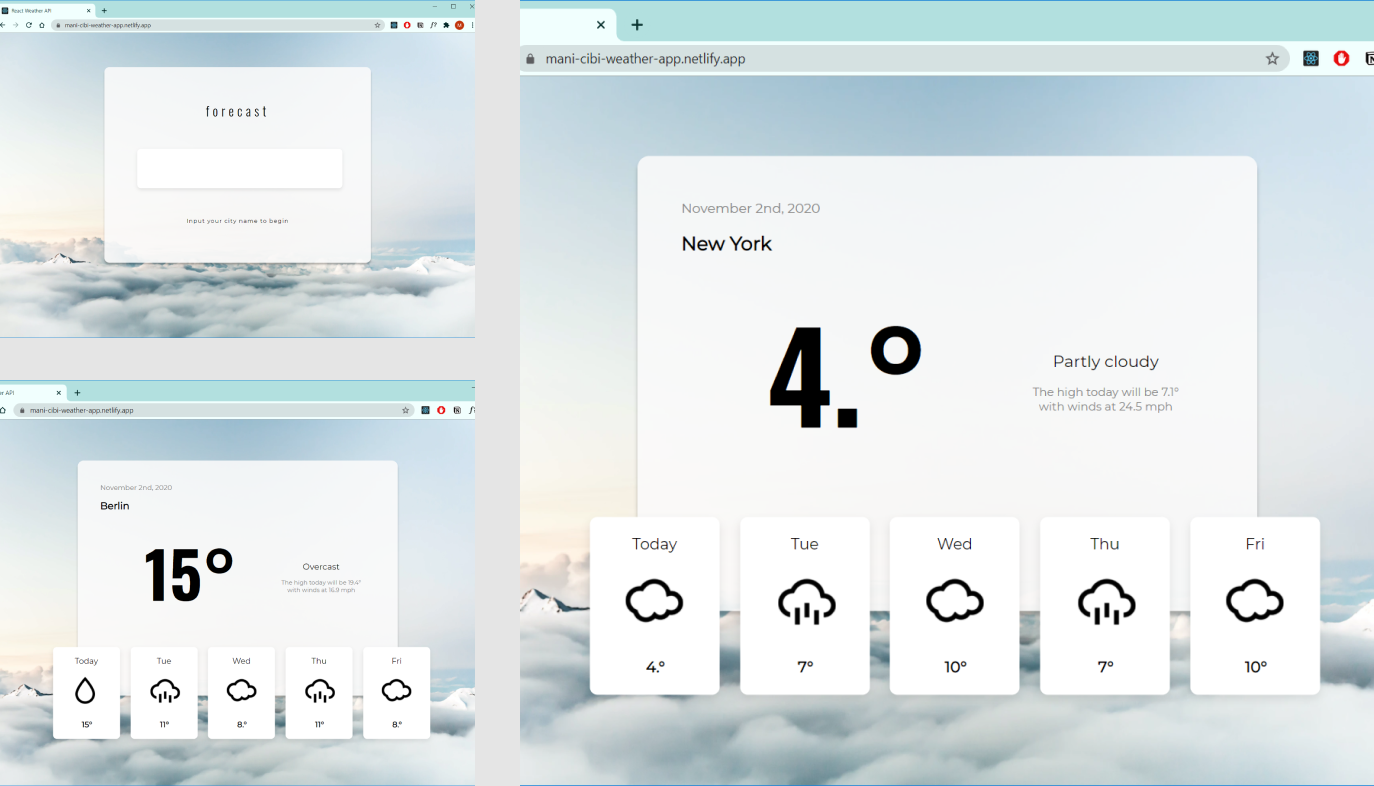 React Weather API
mani-cibi-weather-app.netlify.app
forecast
Input your city name to begin
er API
mani-cibi-weather-app.netlify.app
November 2nd, 2020
Berlin
15°
Overcast
The high today will be 19.4°
with winds at 16.9 mph
Today Tue Wed Thu Fri
15° 11° 8.° 11° 8.°
mani-cibi-weather-app.netlify.app
November 2nd, 2020
New York
4.°
Partly cloudy
The high today will be 7.1°
with winds at 24.5 mph
Today Tue Wed Thu Fri
4.° 7° 10° 7° 10°